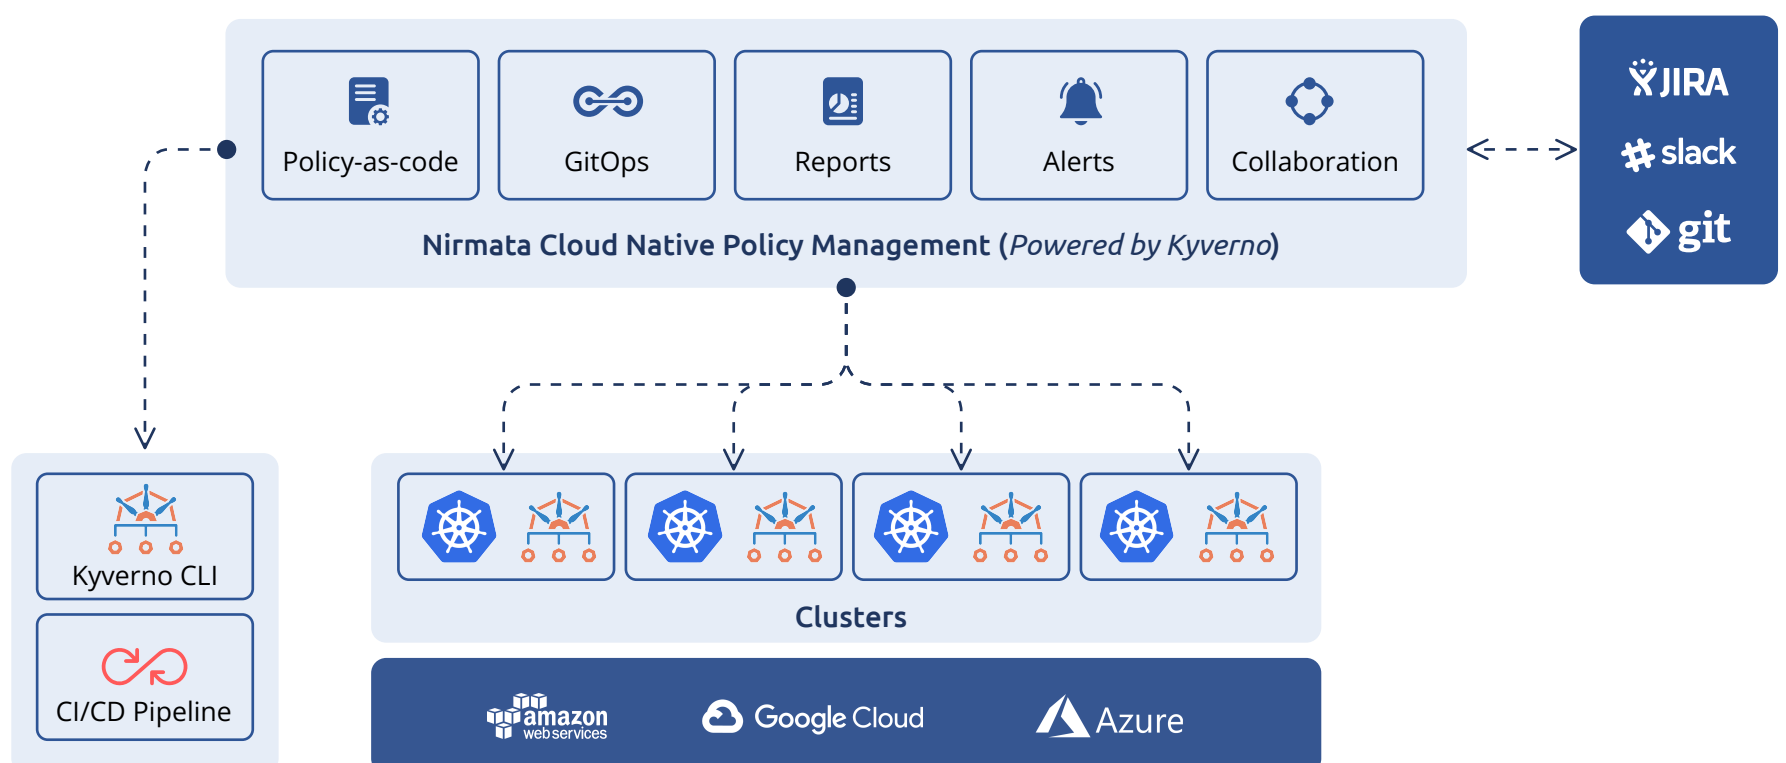 Policy-as-code
GitOps
Reports
Alerts
Collaboration
Nirmata Cloud Native Policy Management (Powered by Kyverno)
JIRA
slack
git
Kyverno CLI
CI/CD Pipeline
Clusters
amazon
web services
Google Cloud
Azure